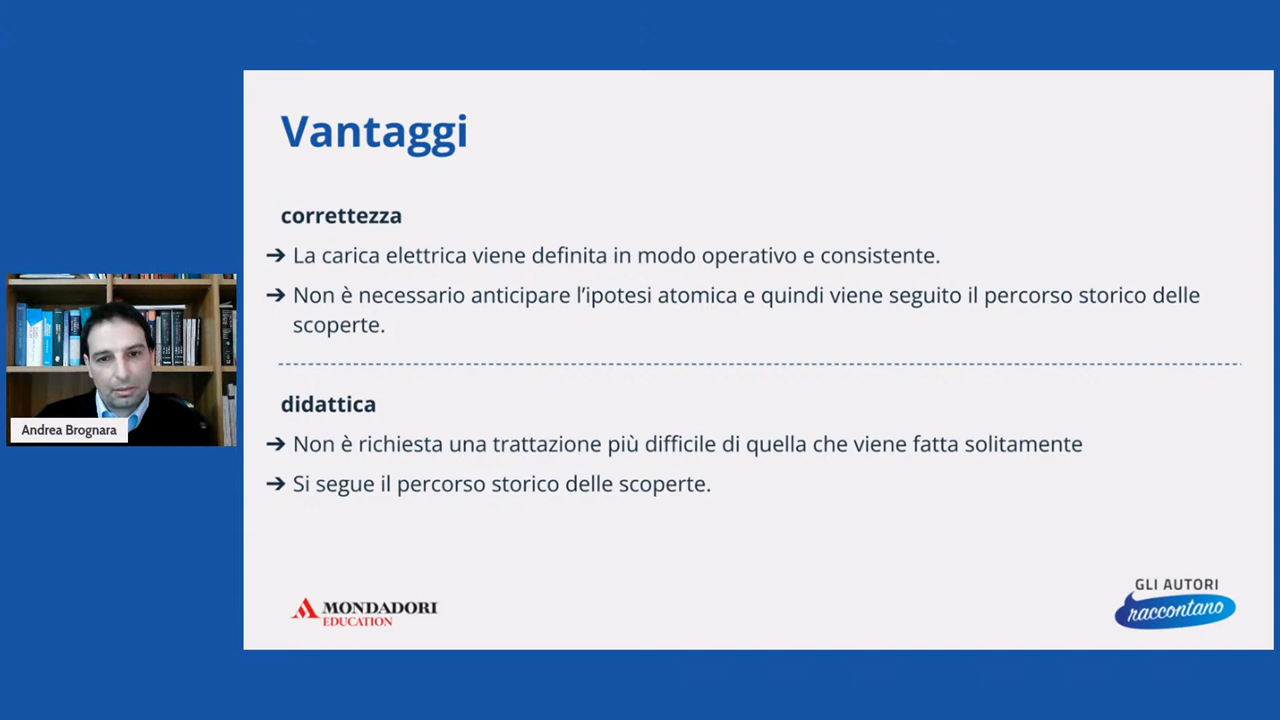 Vantaggi
correttezza
➔ La carica elettrica viene definita in modo operativo e consistente.
➔ Non è necessario anticipare l’ipotesi atomica e quindi viene seguito il percorso storico delle
scoperte.
didattica
➔ Non è richiesta una trattazione più difficile di quella che viene fatta solitamente
➔ Si segue il percorso storico delle scoperte.
Andrea Brognara
MONDADORI
EDUCATION
GLI AUTORI
raccontano